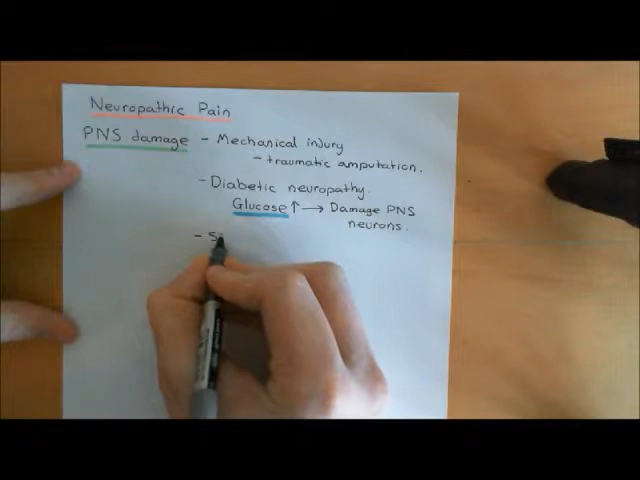 Neuropathic Pain
PNS damage - Mechanical injury
- traumatic amputation.
- Diabetic neuropathy.
Glucose ↑ → Damage PNS
neurons.
- S